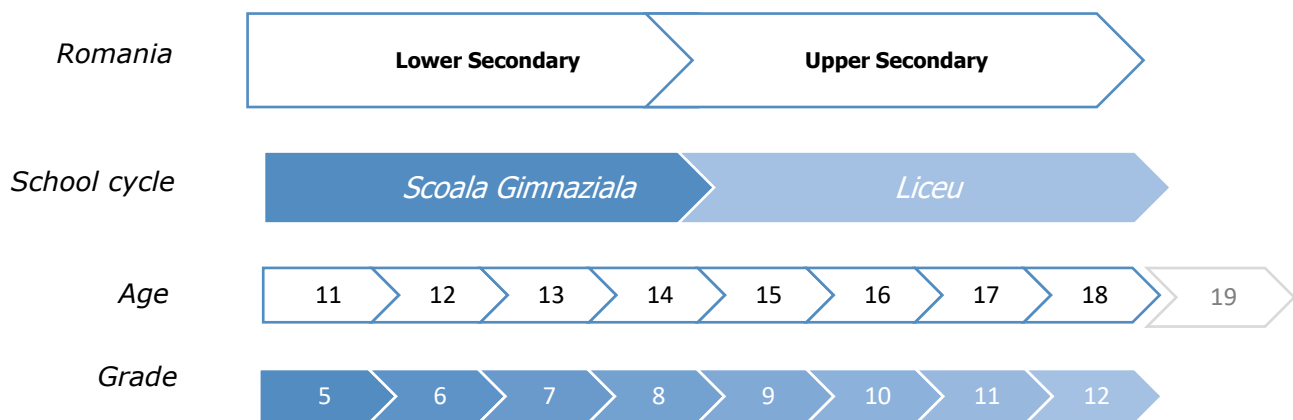 Romania Lower Secondary Upper Secondary
School cycle Scoala Gimnaziala Liceu
Age 11 12 13 14 15 16 17 18 19
Grade 5 6 7 8 9 10 11 12